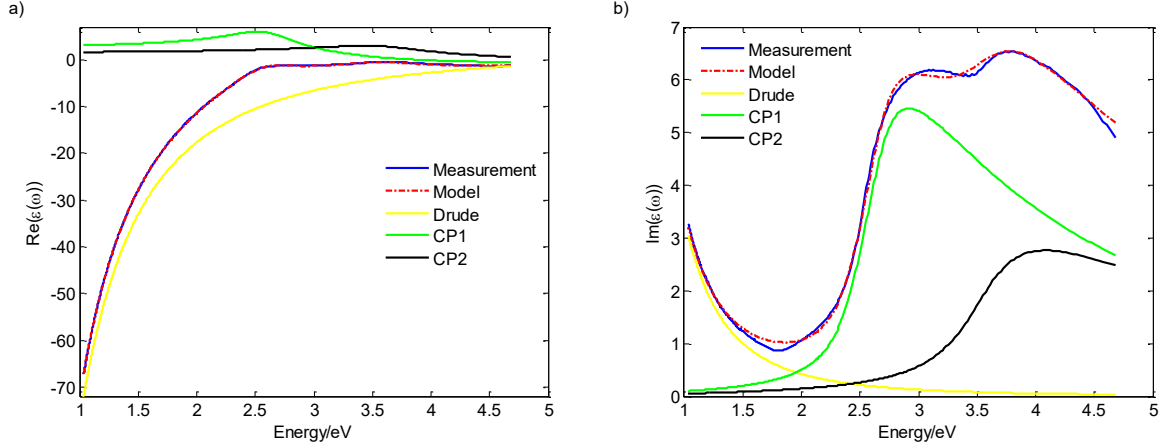 a)
0
-10
-20
-30
-40
-50
-60
-70
Re(ε(ω))
Measurement
Model
Drude
CP1
CP2
1 1.5 2 2.5 3 3.5 4 4.5 5
Energy/eV
b)
7
6
5
4
3
2
1
0
Im(ε(ω))
Measurement
Model
Drude
CP1
CP2
1 1.5 2 2.5 3 3.5 4 4.5 5
Energy/eV